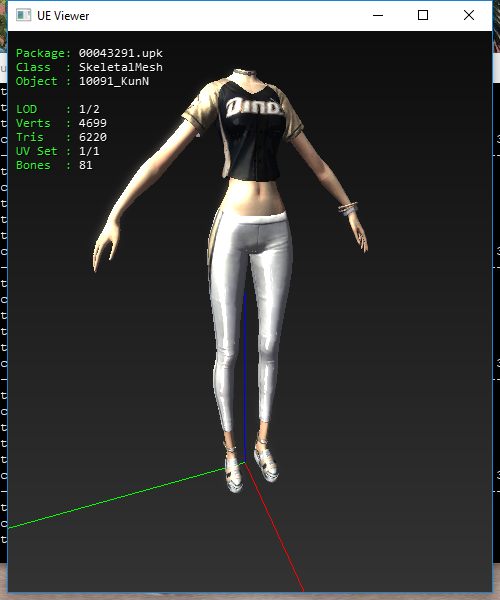 UE Viewer
Package: 00043291.upk
Class : SkeletalMesh
Object : 10091_KunN
LOD : 1/2
Verts : 4699
Tris : 6220
UV Set : 1/1
Bones : 81
Dinos